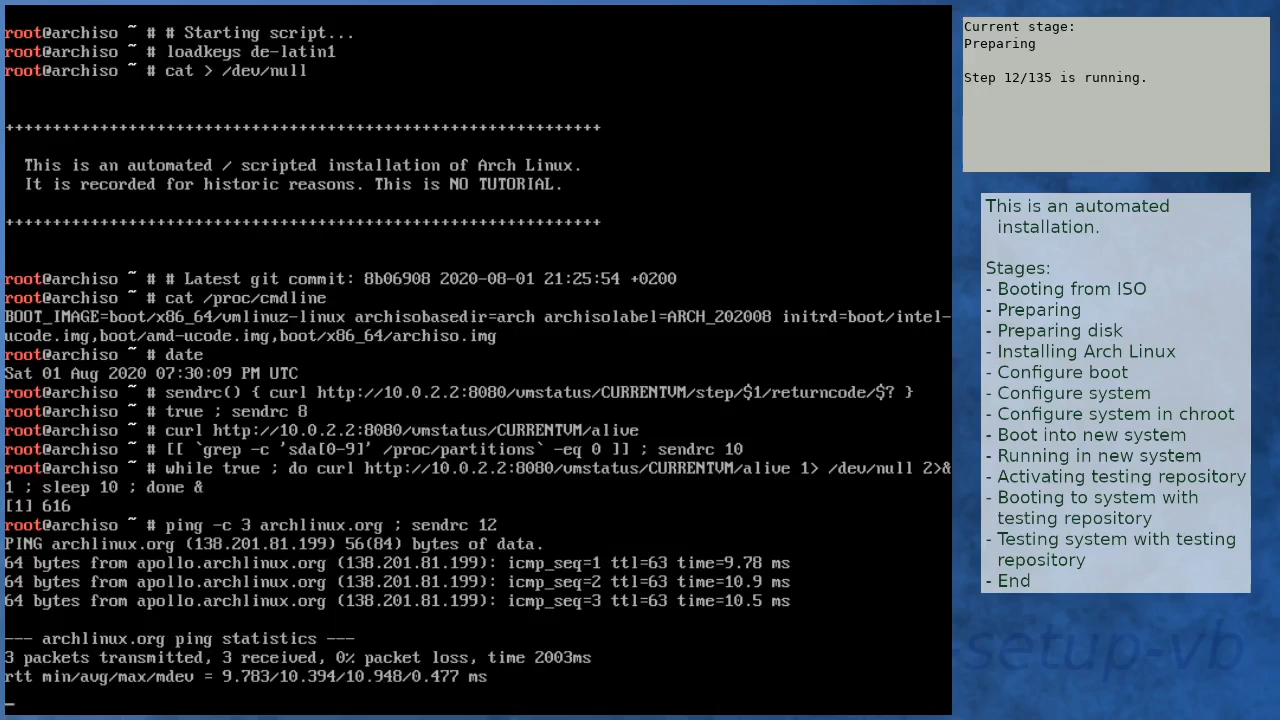 root@archiso ~ # # Starting script...
root@archiso ~ # loadkeys de-latin1
root@archiso ~ # cat > /dev/null
++++++++++++++++++++++++++++++++++++++++++++++++++++++++++++++++
This is an automated / scripted installation of Arch Linux.
It is recorded for historic reasons. This is NO TUTORIAL.
++++++++++++++++++++++++++++++++++++++++++++++++++++++++++++++++
root@archiso ~ # # Latest git commit: 8b06908 2020-08-01 21:25:54 +0200
root@archiso ~ # cat /proc/cmdline
BOOT_IMAGE=boot/x86_64/vmlinuz-linux archisobasedir=arch archisolabel=ARCH_202008 initrd=boot/intel-
ucode.img,boot/amd-ucode.img,boot/x86_64/archiso.img
root@archiso ~ # date
Sat 01 Aug 2020 07:30:09 PM UTC
root@archiso ~ # sendrc() { curl http://10.0.2.2:8080/vmstatus/CURRENTVM/step/$1/returncode/$? }
root@archiso ~ # true ; sendrc 8
root@archiso ~ # curl http://10.0.2.2:8080/vmstatus/CURRENTVM/alive
root@archiso ~ # [[ `grep -c 'sda[0-9]' /proc/partitions` -eq 0 ]] ; sendrc 10
root@archiso ~ # while true ; do curl http://10.0.2.2:8080/vmstatus/CURRENTVM/alive 1> /dev/null 2>&
1 ; sleep 10 ; done &
[1] 616
root@archiso ~ # ping -c 3 archlinux.org ; sendrc 12
PING archlinux.org (138.201.81.199) 56(84) bytes of data.
64 bytes from apollo.archlinux.org (138.201.81.199): icmp_seq=1 ttl=63 time=9.78 ms
64 bytes from apollo.archlinux.org (138.201.81.199): icmp_seq=2 ttl=63 time=10.9 ms
64 bytes from apollo.archlinux.org (138.201.81.199): icmp_seq=3 ttl=63 time=10.5 ms
--- archlinux.org ping statistics ---
3 packets transmitted, 3 received, 0% packet loss, time 2003ms
rtt min/avg/max/mdev = 9.783/10.394/10.948/0.477 ms
_
Current stage:
Preparing
Step 12/135 is running.
This is an automated
installation.
Stages:
- Booting from ISO
- Preparing
- Preparing disk
- Installing Arch Linux
- Configure boot
- Configure system
- Configure system in chroot
- Boot into new system
- Running in new system
- Activating testing repository
- Booting to system with
testing repository
- Testing system with testing
repository
- End
-setup-vb